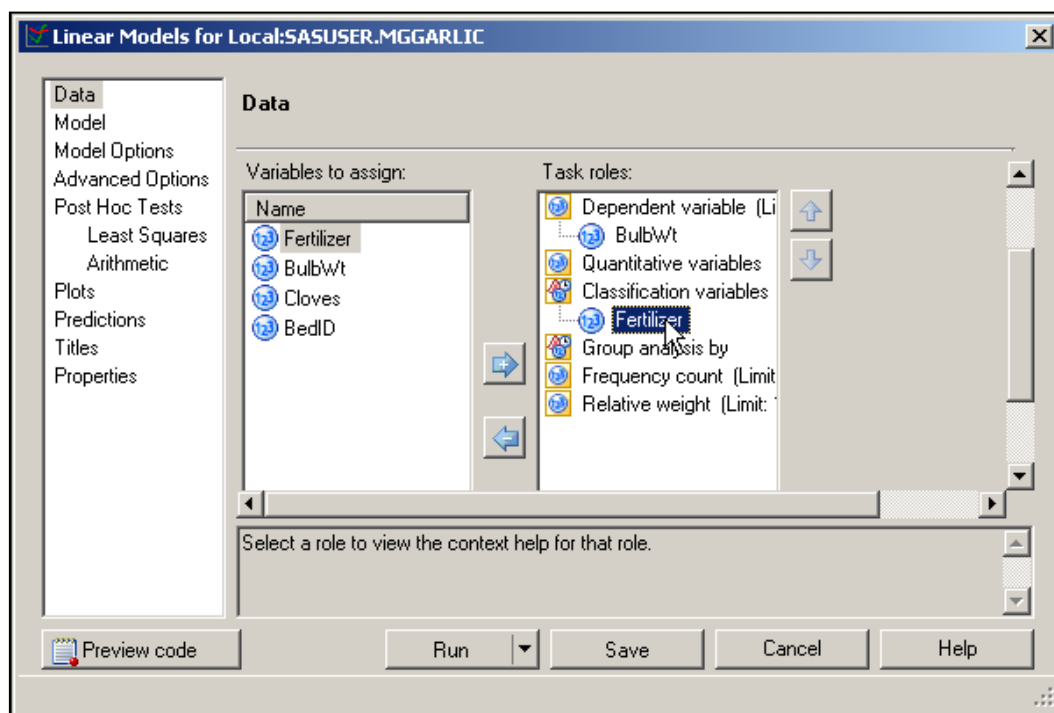 Linear Models for Local:SASUSER.MGGARLIC
Data
Model
Model Options
Advanced Options
Post Hoc Tests
Least Squares
Arithmetic
Plots
Predictions
Titles
Properties
Data
Variables to assign:
Name
Fertilizer
BulbWt
Cloves
BedID
Task roles:
Dependent variable (Li
BulbWt
Quantitative variables
Classification variables
Fertilizer
Group analysis by
Frequency count (Limit
Relative weight (Limit:
Select a role to view the context help for that role.
Preview code
Run
Save
Cancel
Help